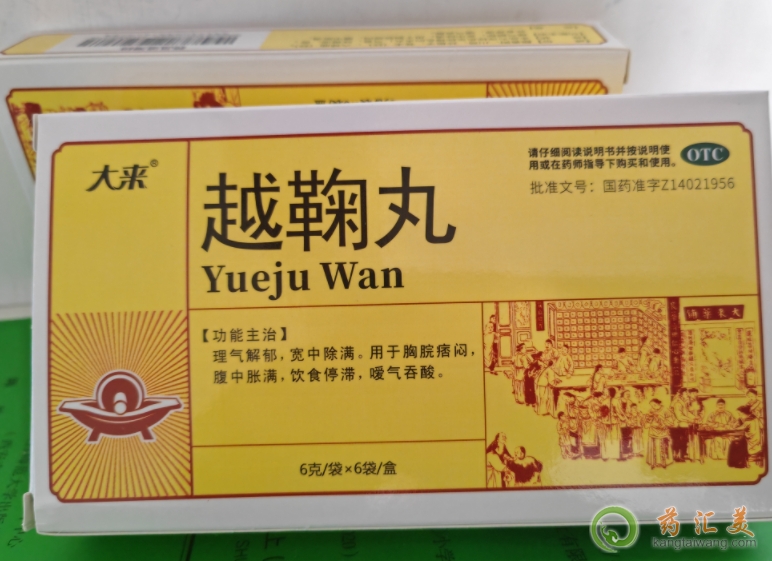 大来®
越鞠丸
Yueju Wan
请仔细阅读说明书并按说明使
用或在药师指导下购买和使用。
OTC
批准文号：国药准字Z14021956
【功能主治】
理气解郁，宽中除满。用于胸脘痞闷，
腹中胀满，饮食停滞，嗳气吞酸。
6克/袋×6袋/盒
药汇美
kangtaiwang.com